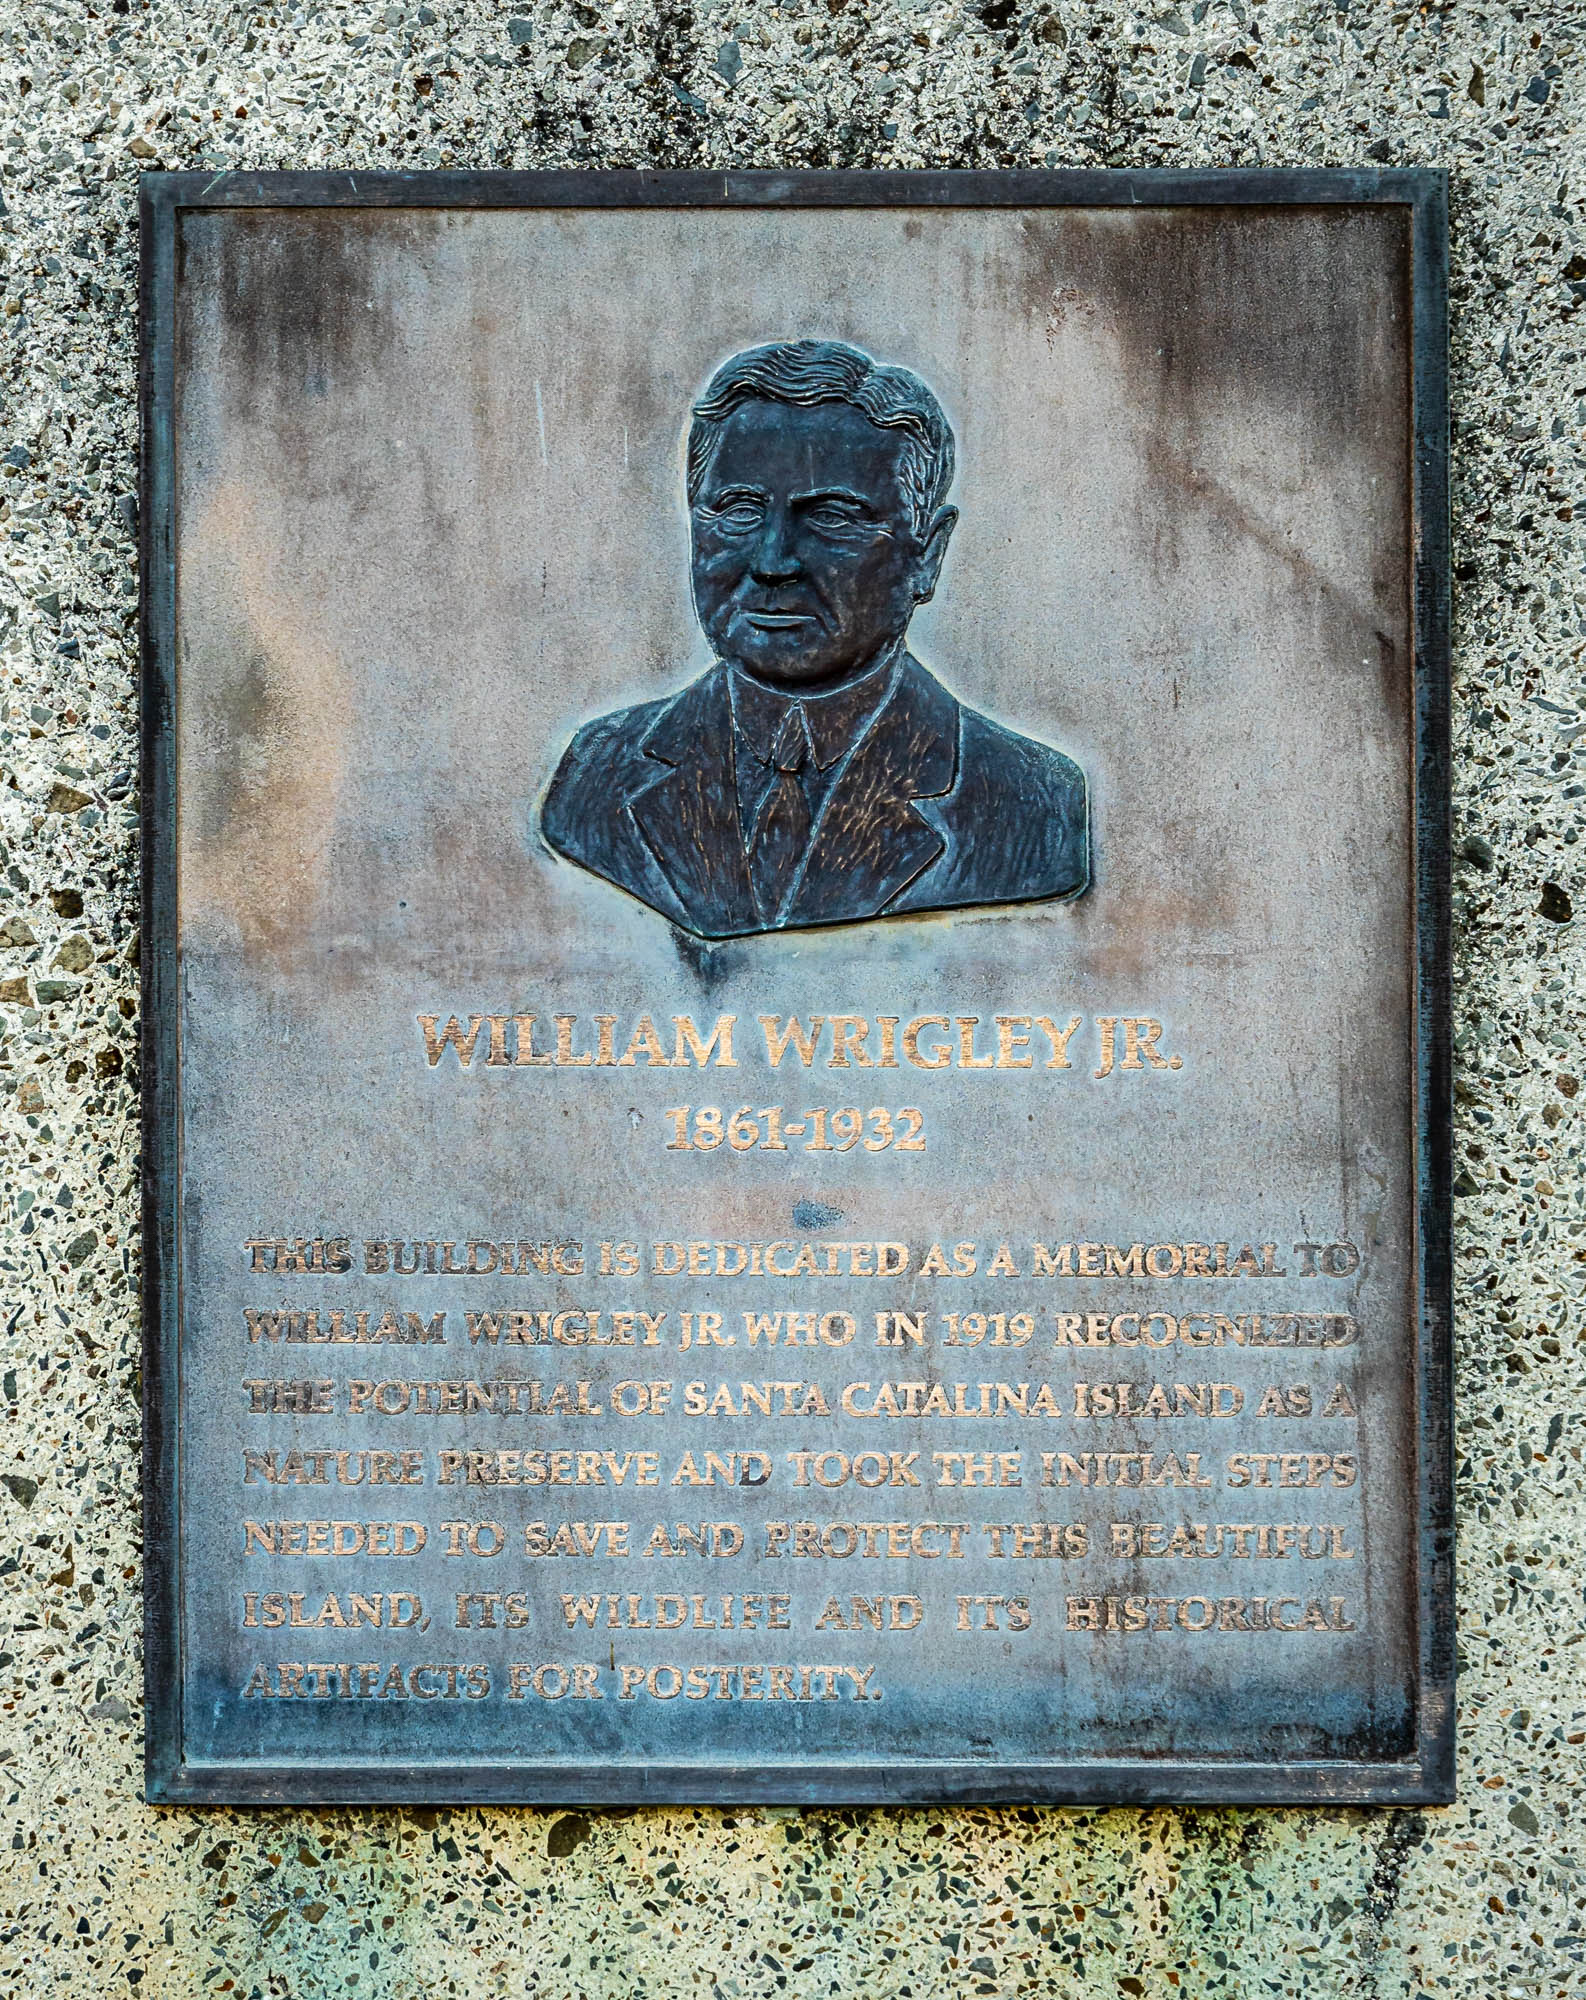 WILLIAM WRIGLEY JR.
1861-1932
THIS BUILDING IS DEDICATED AS A MEMORIAL TO
WILLIAM WRIGLEY JR. WHO IN 1919 RECOGNIZED
THE POTENTIAL OF SANTA CATALINA ISLAND AS A
NATURE PRESERVE AND TOOK THE INITIAL STEPS
NEEDED TO SAVE AND PROTECT THIS BEAUTIFUL
ISLAND, ITS WILDLIFE AND ITS HISTORICAL
ARTIFACTS FOR POSTERITY.